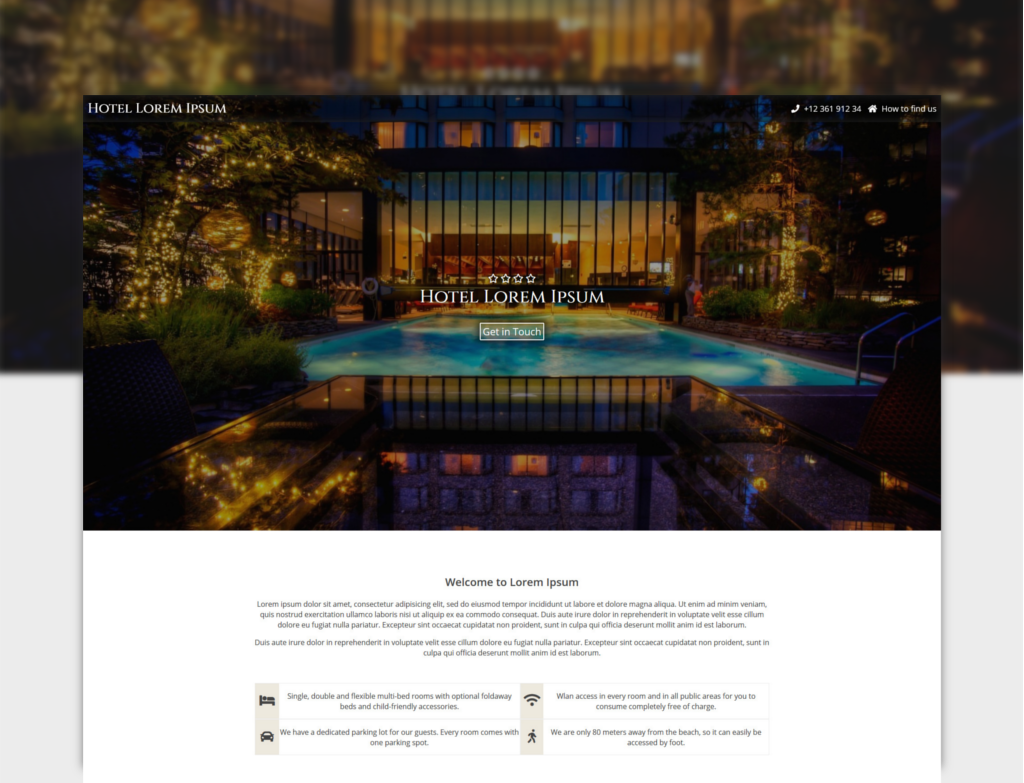 HOTEL LOREM IPSUM
+12 361 912 34 How to find us
HOTEL LOREM IPSUM
Get in Touch
Welcome to Lorem Ipsum
Lorem ipsum dolor sit amet, consectetur adipisicing elit, sed do eiusmod tempor incididunt ut labore et dolore magna aliqua. Ut enim ad minim veniam,
quis nostrud exercitation ullamco laboris nisi ut aliquip ex ea commodo consequat. Duis aute irure dolor in reprehenderit in voluptate velit esse cillum
dolore eu fugiat nulla pariatur. Excepteur sint occaecat cupidatat non proident, sunt in culpa qui officia deserunt mollit anim id est laborum.
Duis aute irure dolor in reprehenderit in voluptate velit esse cillum dolore eu fugiat nulla pariatur. Excepteur sint occaecat cupidatat non proident, sunt in
culpa qui officia deserunt mollit anim id est laborum.
Single, double and flexible multi-bed rooms with optional foldaway
beds and child-friendly accessories.
Wlan access in every room and in all public areas for you to
consume completely free of charge.
We have a dedicated parking lot for our guests. Every room comes with
one parking spot.
We are only 80 meters away from the beach, so it can easily be
accessed by foot.